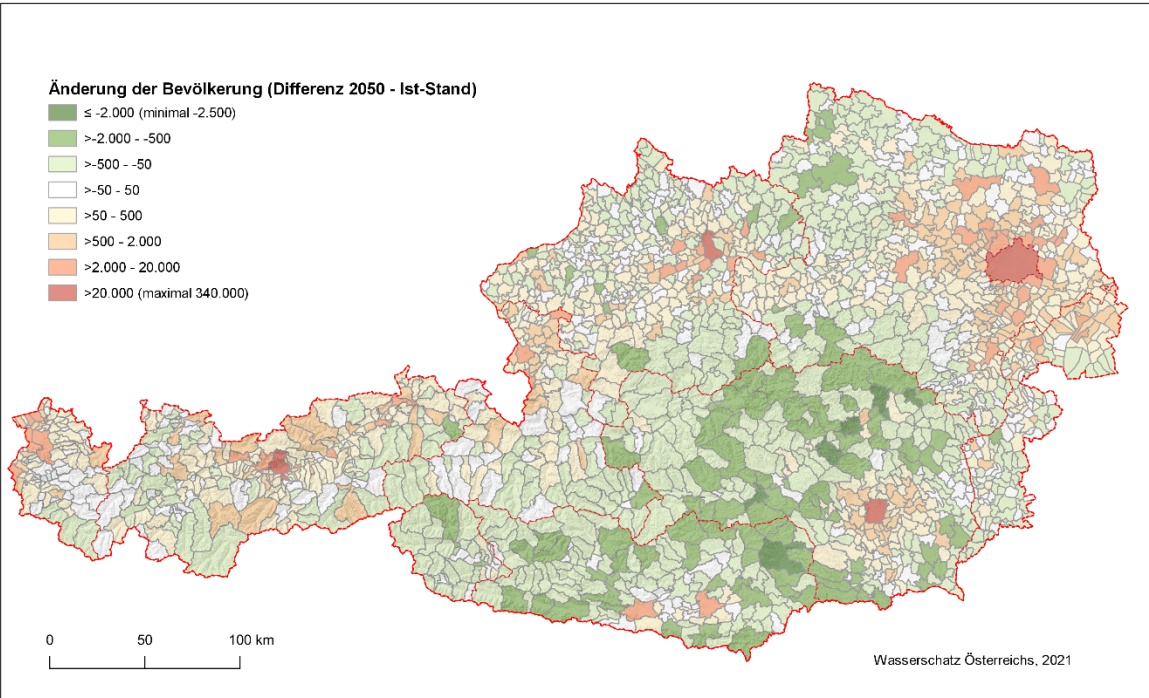 Änderung der Bevölkerung (Differenz 2050 - Ist-Stand)
≤ -2.000 (minimal -2.500)
>-2.000 - -500
>-500 - -50
>-50 - 50
>50 - 500
>500 - 2.000
>2.000 - 20.000
>20.000 (maximal 340.000)
0 50 100 km
Wasserschatz Österreichs, 2021